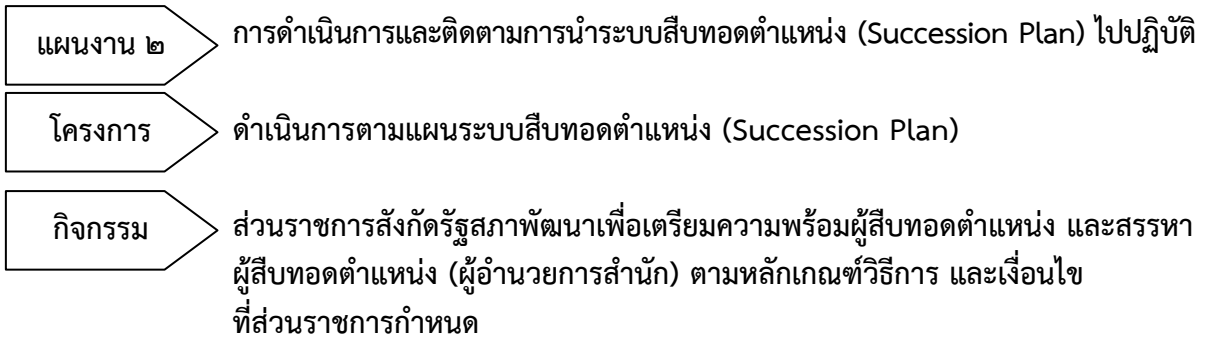 แผนงาน ๒ การดำเนินการและติดตามการนำระบบสืบทอดตำแหน่ง (Succession Plan) ไปปฏิบัติ
โครงการ ดำเนินการตามแผนระบบสืบทอดตำแหน่ง (Succession Plan)
กิจกรรม ส่วนราชการสังกัดรัฐสภาพัฒนาเพื่อเตรียมความพร้อมผู้สืบทอดตำแหน่ง และสรรหา
ผู้สืบทอดตำแหน่ง (ผู้อำนวยการสำนัก) ตามหลักเกณฑ์วิธีการ และเงื่อนไข
ที่ส่วนราชการกำหนด